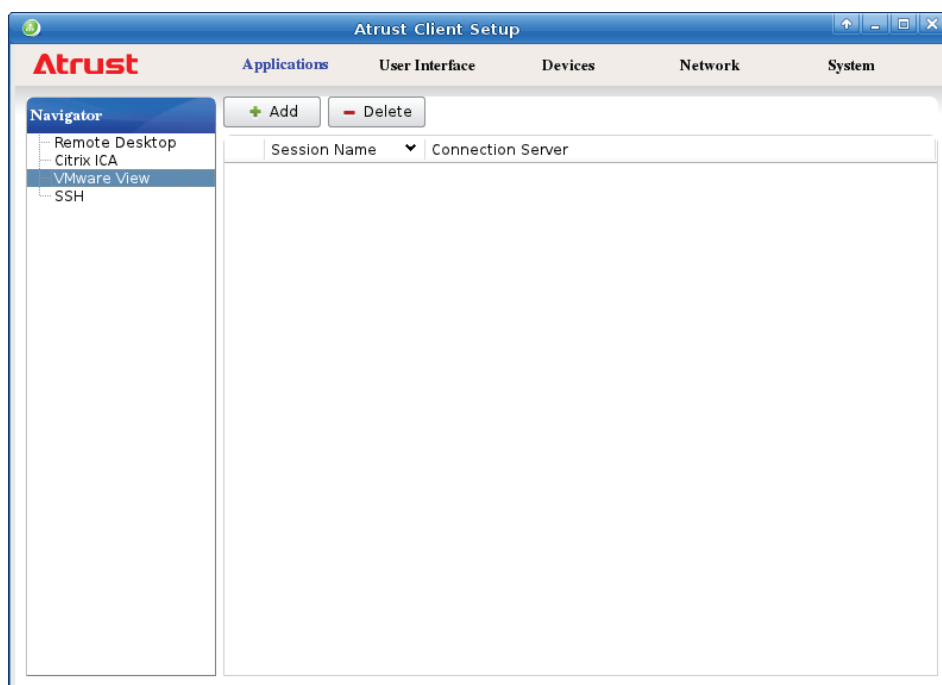 Atrust Client Setup
Atrust
Applications User Interface Devices Network System
Navigator
Add Delete
Remote Desktop
Citrix ICA
VMware View
SSH
Session Name Connection Server